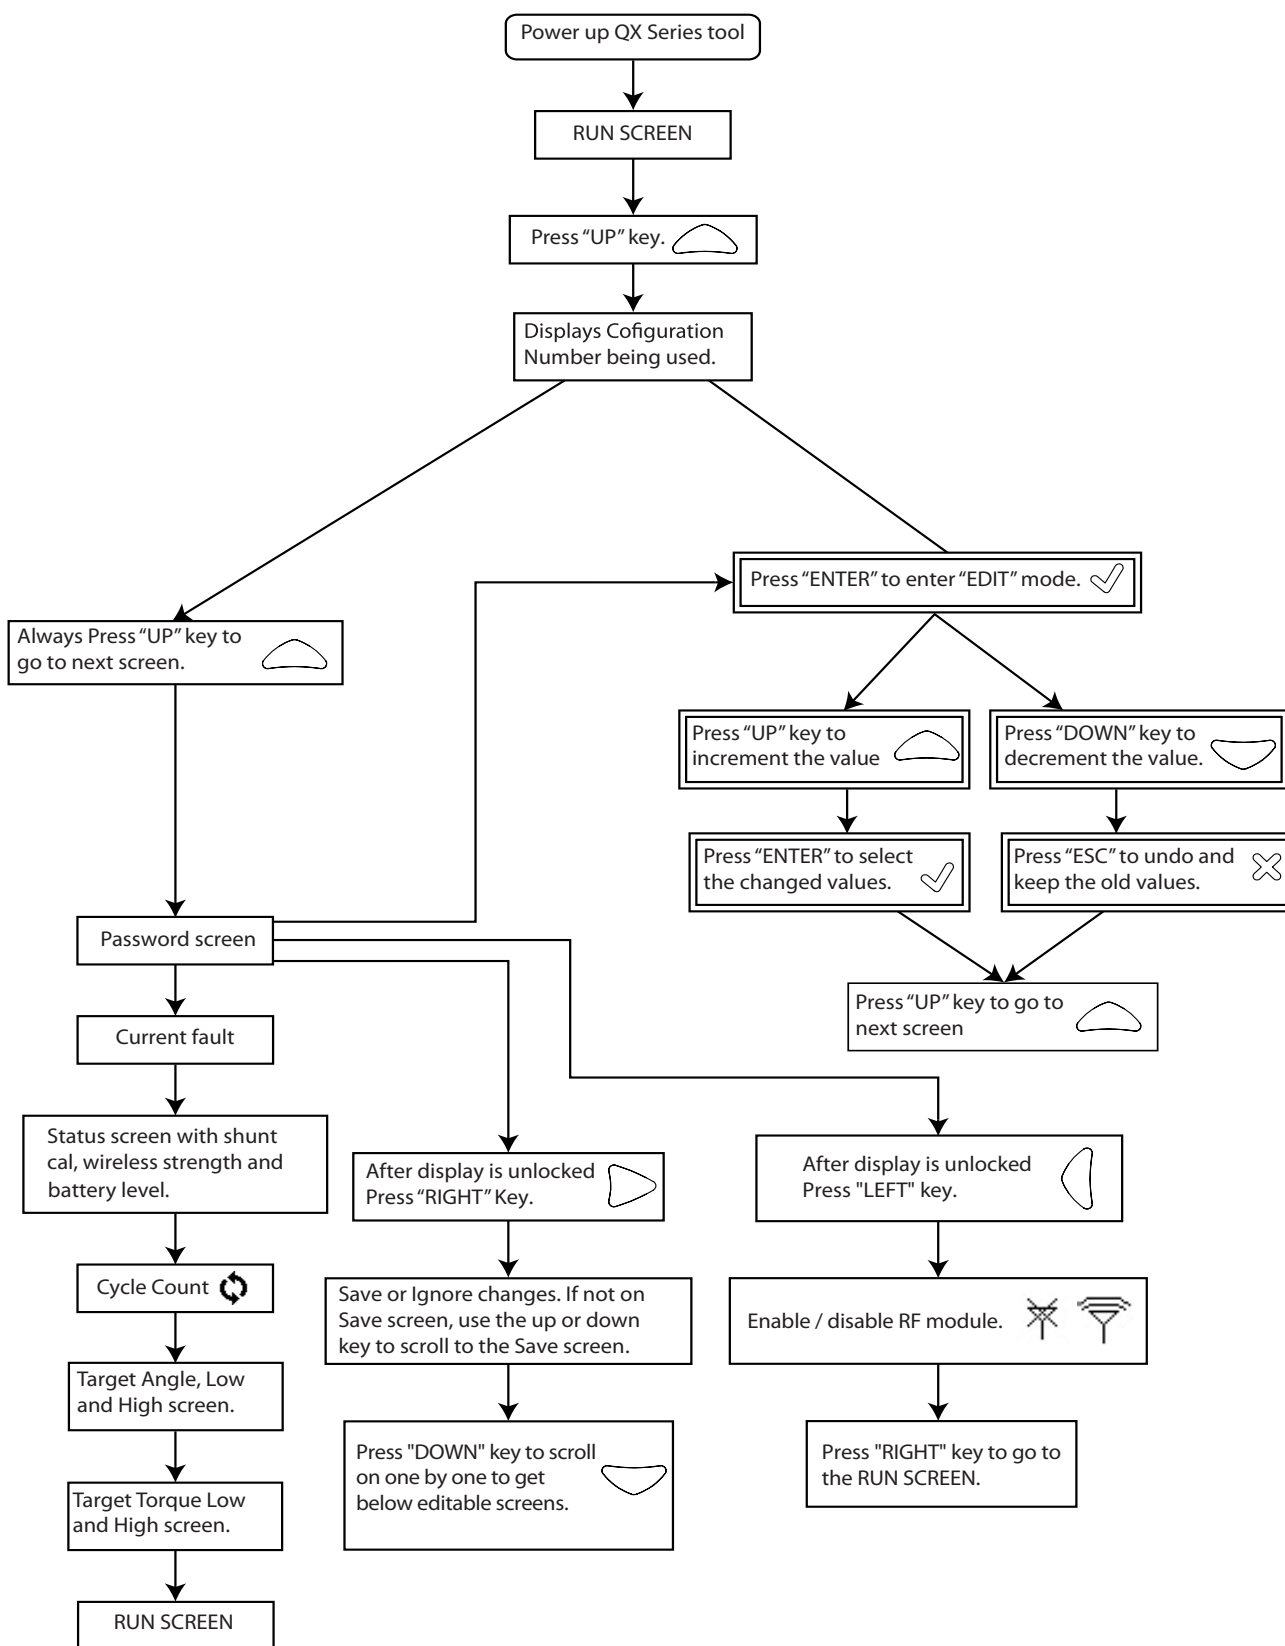 Power up QX Series tool
RUN SCREEN
Press “UP” key.
Displays Cofiguration
Number being used.
Press “ENTER” to enter “EDIT” mode.
Always Press “UP” key to
go to next screen.
Press “UP” key to
increment the value
Press “DOWN” key to
decrement the value.
Press “ENTER” to select
the changed values.
Press “ESC” to undo and
keep the old values.
Password screen
Press “UP” key to go to
next screen
Current fault
Status screen with shunt
cal, wireless strength and
battery level.
After display is unlocked
Press “RIGHT” Key.
After display is unlocked
Press "LEFT" key.
Cycle Count
Save or Ignore changes. If not on
Save screen, use the up or down
key to scroll to the Save screen.
Enable / disable RF module.
Target Angle, Low
and High screen.
Press "DOWN" key to scroll
on one by one to get
below editable screens.
Press "RIGHT" key to go to
the RUN SCREEN.
Target Torque Low
and High screen.
RUN SCREEN